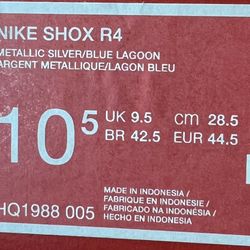 NIKE SHOX R4
METALLIC SILVER/BLUE LAGOON
ARGENT METALLIQUE/LAGON BLEU
10 5
UK 9.5 CM 28.5
BR 42.5 EUR 44.5
MADE IN INDONESIA/
FABRIQUÉ EN INDONESIE/
FABRICADO NA INDONÉSIA/
HECHO EN INDONESIA
HQ1988 005